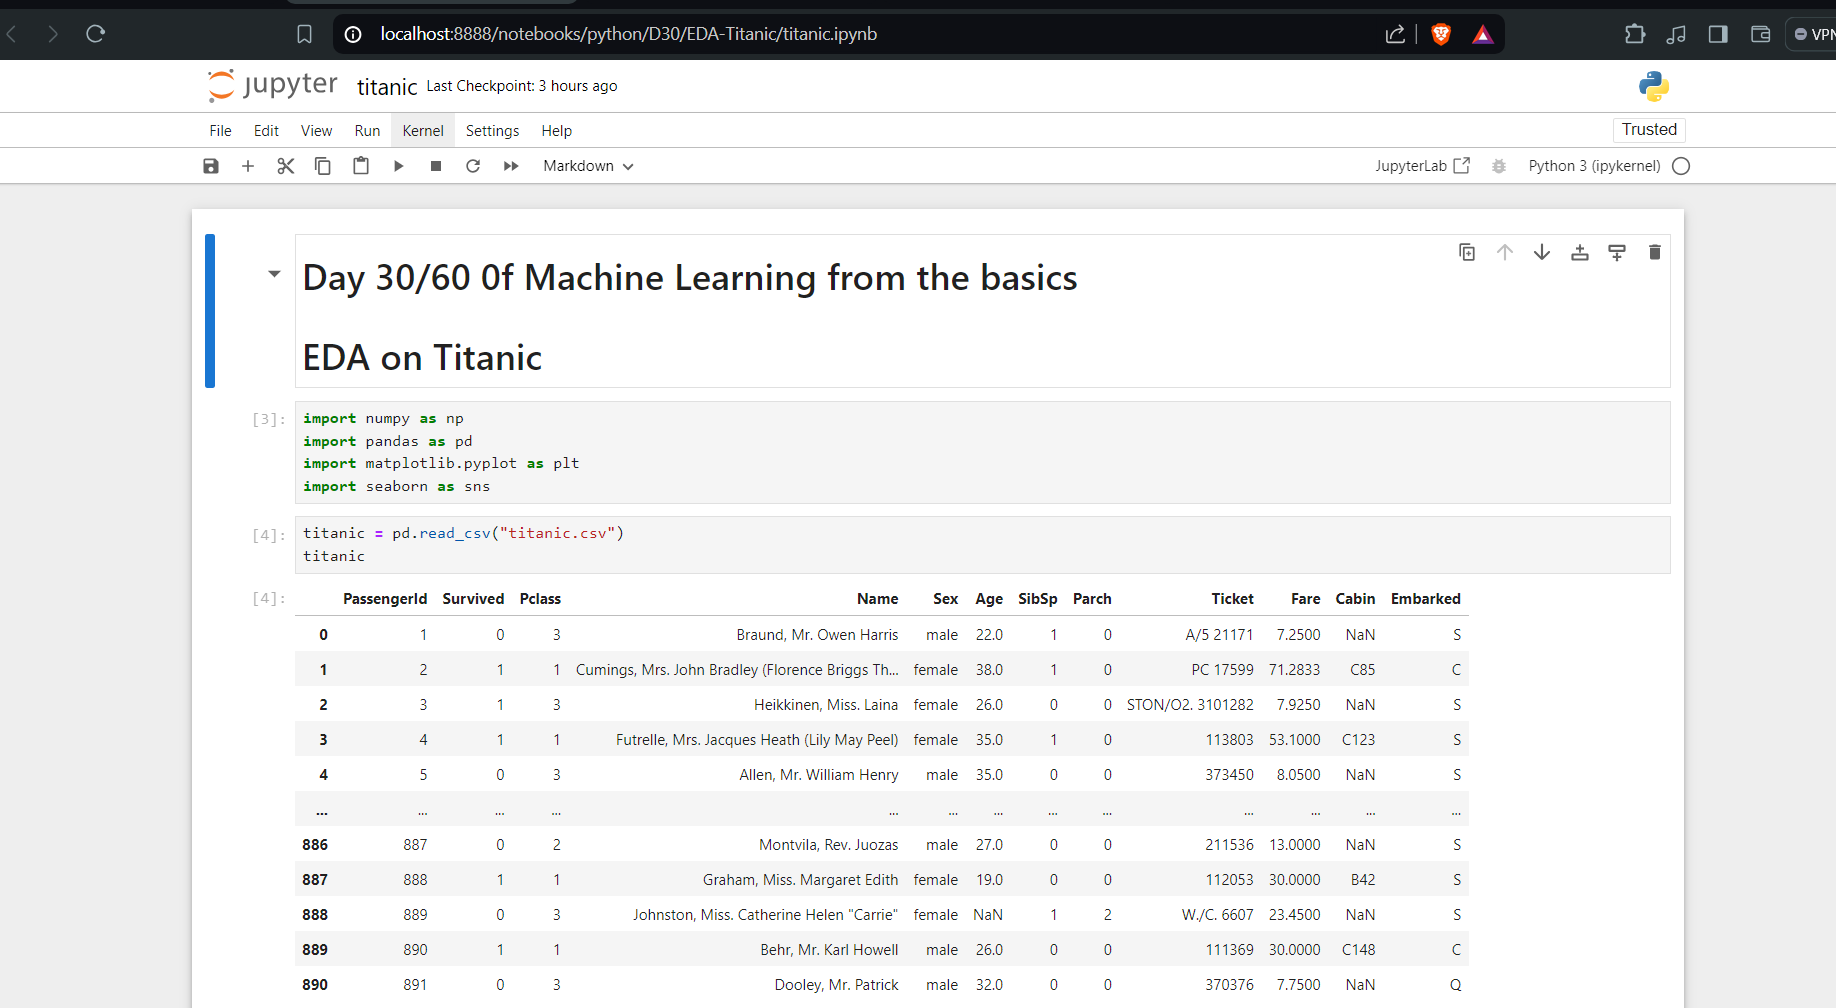 localhost:8888/notebooks/python/D30/EDA-Titanic/titanic.ipynb
VPN
jupyter titanic Last Checkpoint: 3 hours ago
File Edit View Run Kernel Settings Help
Trusted
Markdown JupyterLab Python 3 (ipykernel)
Day 30/60 0f Machine Learning from the basics
EDA on Titanic
[3]: import numpy as np
import pandas as pd
import matplotlib.pyplot as plt
import seaborn as sns
[4]: titanic = pd.read_csv("titanic.csv")
titanic
[4]: PassengerId Survived Pclass Name Sex Age SibSp Parch Ticket Fare Cabin Embarked
0 1 0 3 Braund, Mr. Owen Harris male 22.0 1 0 A/5 21171 7.2500 NaN S
1 2 1 1 Cumings, Mrs. John Bradley (Florence Briggs Th... female 38.0 1 0 PC 17599 71.2833 C85 C
2 3 1 3 Heikkinen, Miss. Laina female 26.0 0 0 STON/O2. 3101282 7.9250 NaN S
3 4 1 1 Futrelle, Mrs. Jacques Heath (Lily May Peel) female 35.0 1 0 113803 53.1000 C123 S
4 5 0 3 Allen, Mr. William Henry male 35.0 0 0 373450 8.0500 NaN S
... ... ... ... ... ... ... ... ... ... ... ... ...
886 887 0 2 Montvila, Rev. Juozas male 27.0 0 0 211536 13.0000 NaN S
887 888 1 1 Graham, Miss. Margaret Edith female 19.0 0 0 112053 30.0000 B42 S
888 889 0 3 Johnston, Miss. Catherine Helen "Carrie" female NaN 1 2 W./C. 6607 23.4500 NaN S
889 890 1 1 Behr, Mr. Karl Howell male 26.0 0 0 111369 30.0000 C148 C
890 891 0 3 Dooley, Mr. Patrick male 32.0 0 0 370376 7.7500 NaN Q